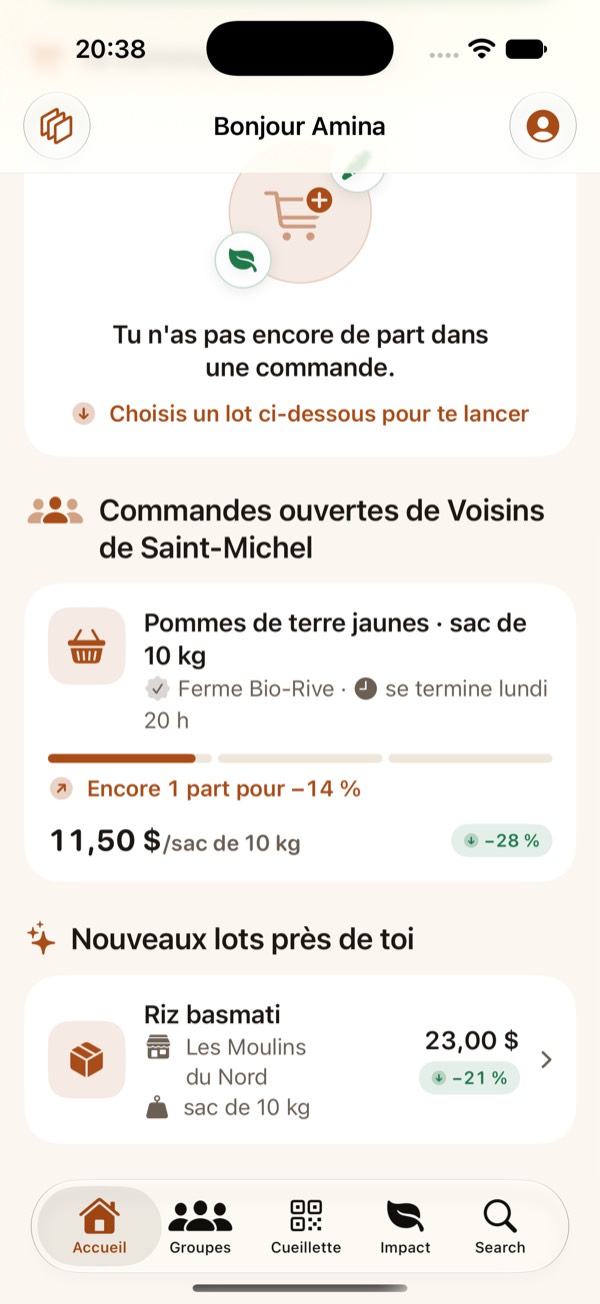 20:38
Bonjour Amina
Tu n'as pas encore de part dans
une commande.
Choisis un lot ci-dessous pour te lancer
Commandes ouvertes de Voisins
de Saint-Michel
Pommes de terre jaunes · sac de
10 kg
Ferme Bio-Rive · se termine lundi
20 h
Encore 1 part pour −14 %
11,50 $/sac de 10 kg
−28 %
Nouveaux lots près de toi
Riz basmati
Les Moulins
du Nord
sac de 10 kg
23,00 $
−21 %
Accueil
Groupes
Cueillette
Impact
Search